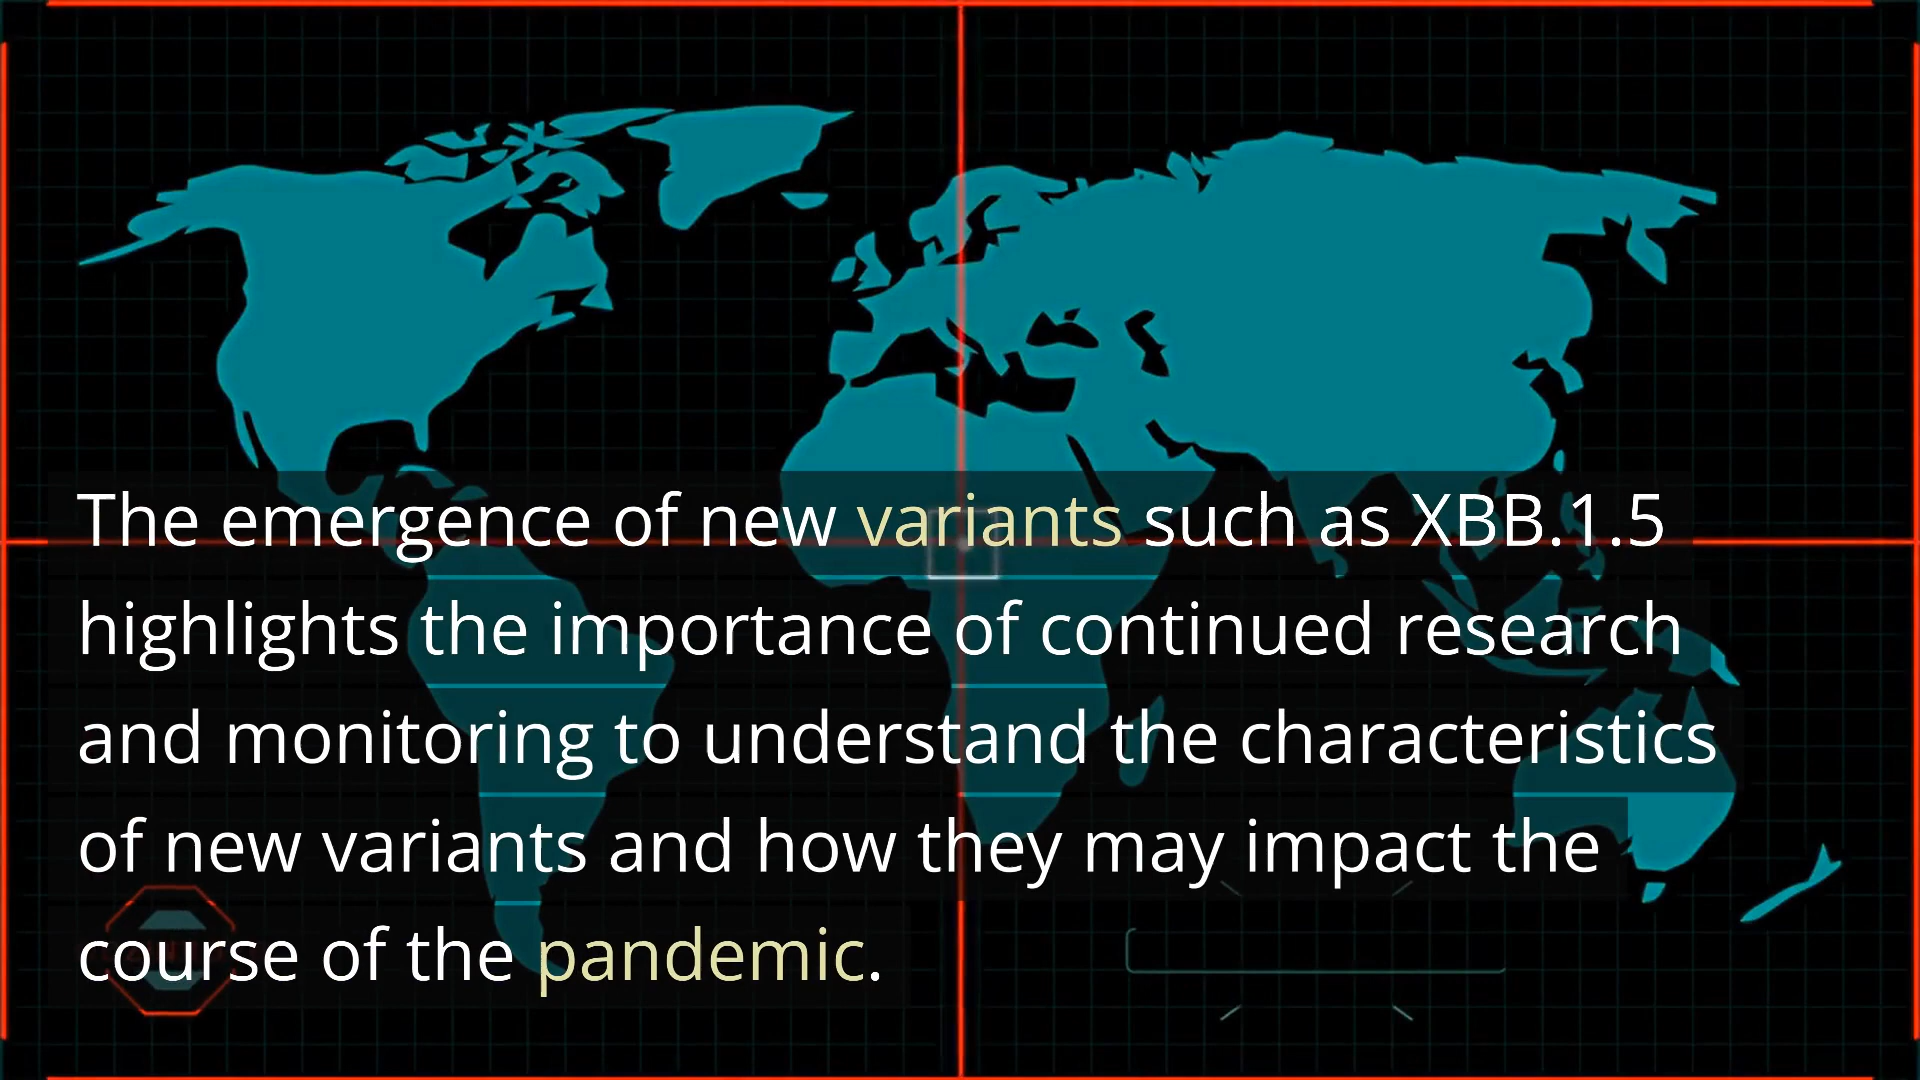 The emergence of new variants such as XBB.1.5
highlights the importance of continued research
and monitoring to understand the characteristics
of new variants and how they may impact the
course of the pandemic.